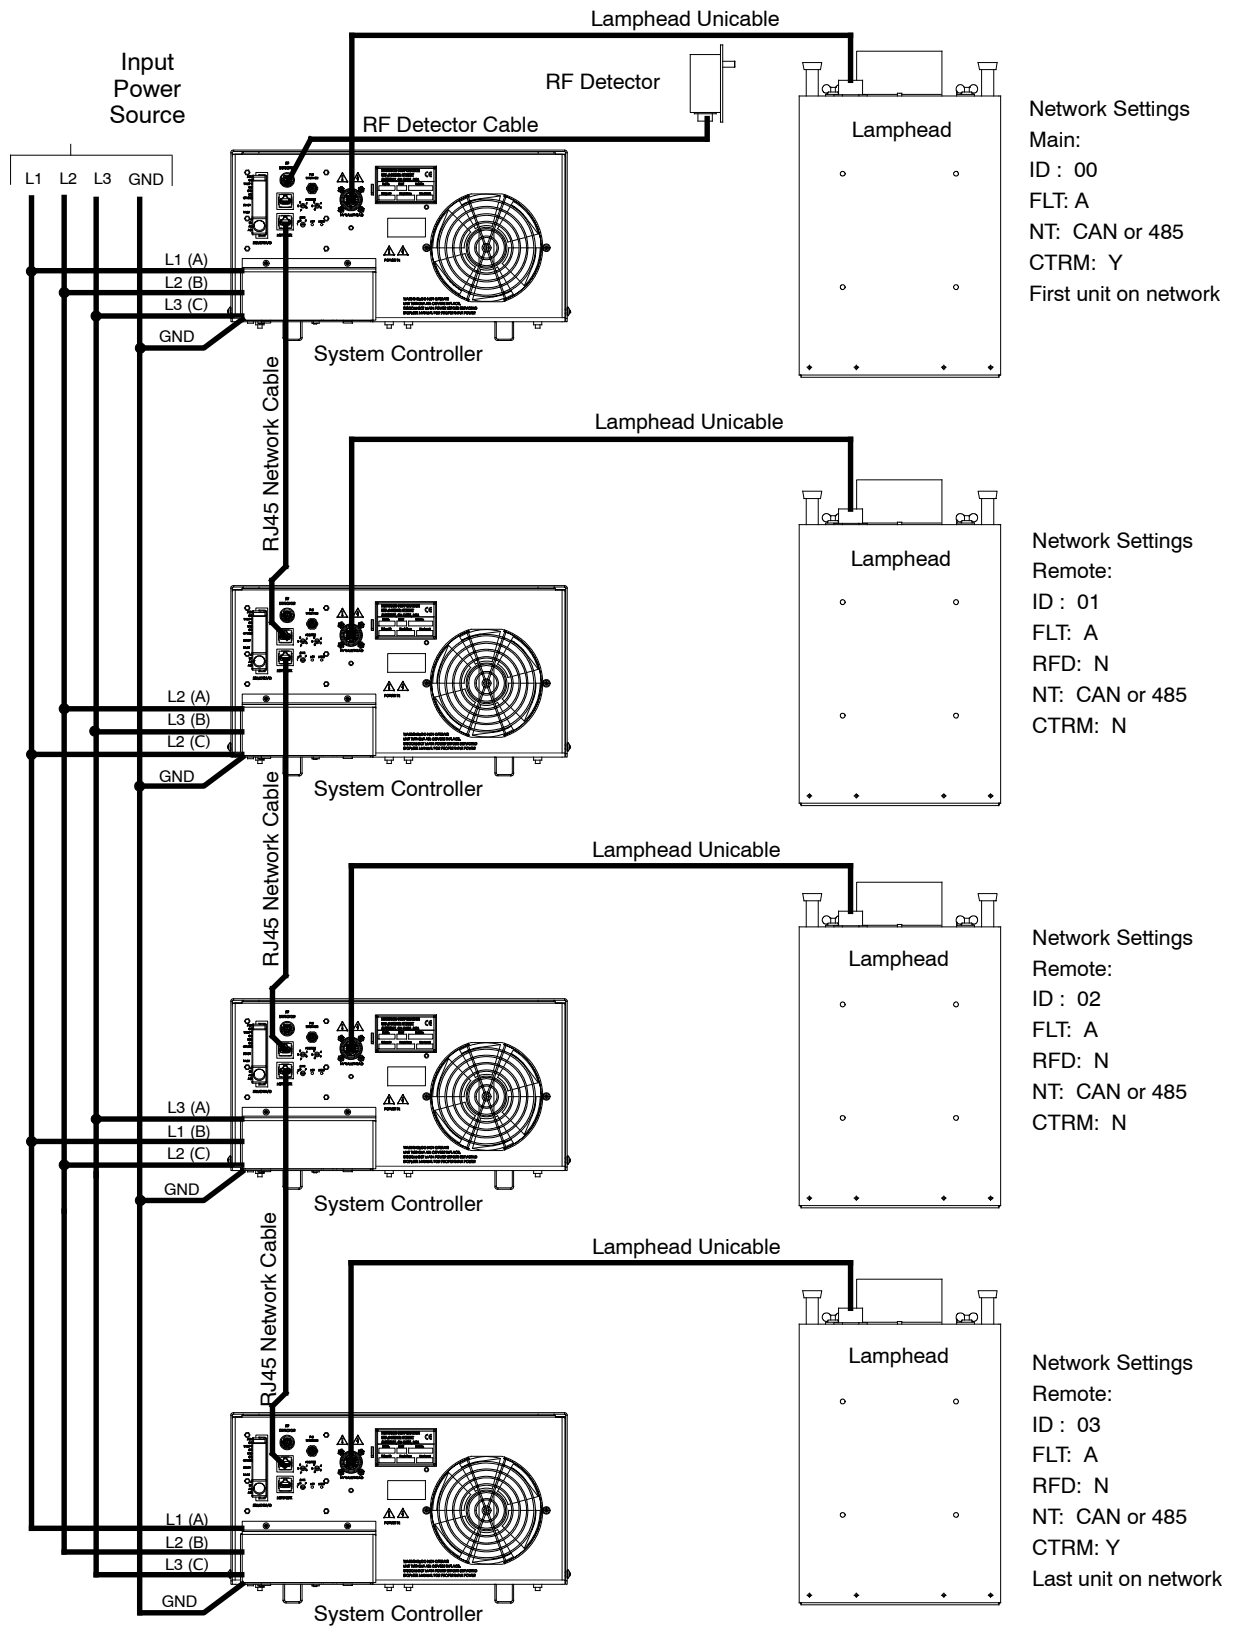 Lamphead Unicable
Input
Power
Source
RF Detector
RF Detector Cable
Lamphead
Network Settings
Main:
ID : 00
FLT: A
NT: CAN or 485
CTRM: Y
First unit on network
L1 L2 L3 GND
L1 (A)
L2 (B)
L3 (C)
GND
System Controller
RJ45 Network Cable
Lamphead Unicable
Lamphead
Network Settings
Remote:
ID : 01
FLT: A
RFD: N
NT: CAN or 485
CTRM: N
L2 (A)
L3 (B)
L2 (C)
GND
System Controller
RJ45 Network Cable
Lamphead Unicable
Lamphead
Network Settings
Remote:
ID : 02
FLT: A
RFD: N
NT: CAN or 485
CTRM: N
L3 (A)
L1 (B)
L2 (C)
GND
System Controller
RJ45 Network Cable
Lamphead Unicable
Lamphead
Network Settings
Remote:
ID : 03
FLT: A
RFD: N
NT: CAN or 485
CTRM: Y
Last unit on network
L1 (A)
L2 (B)
L3 (C)
GND
System Controller